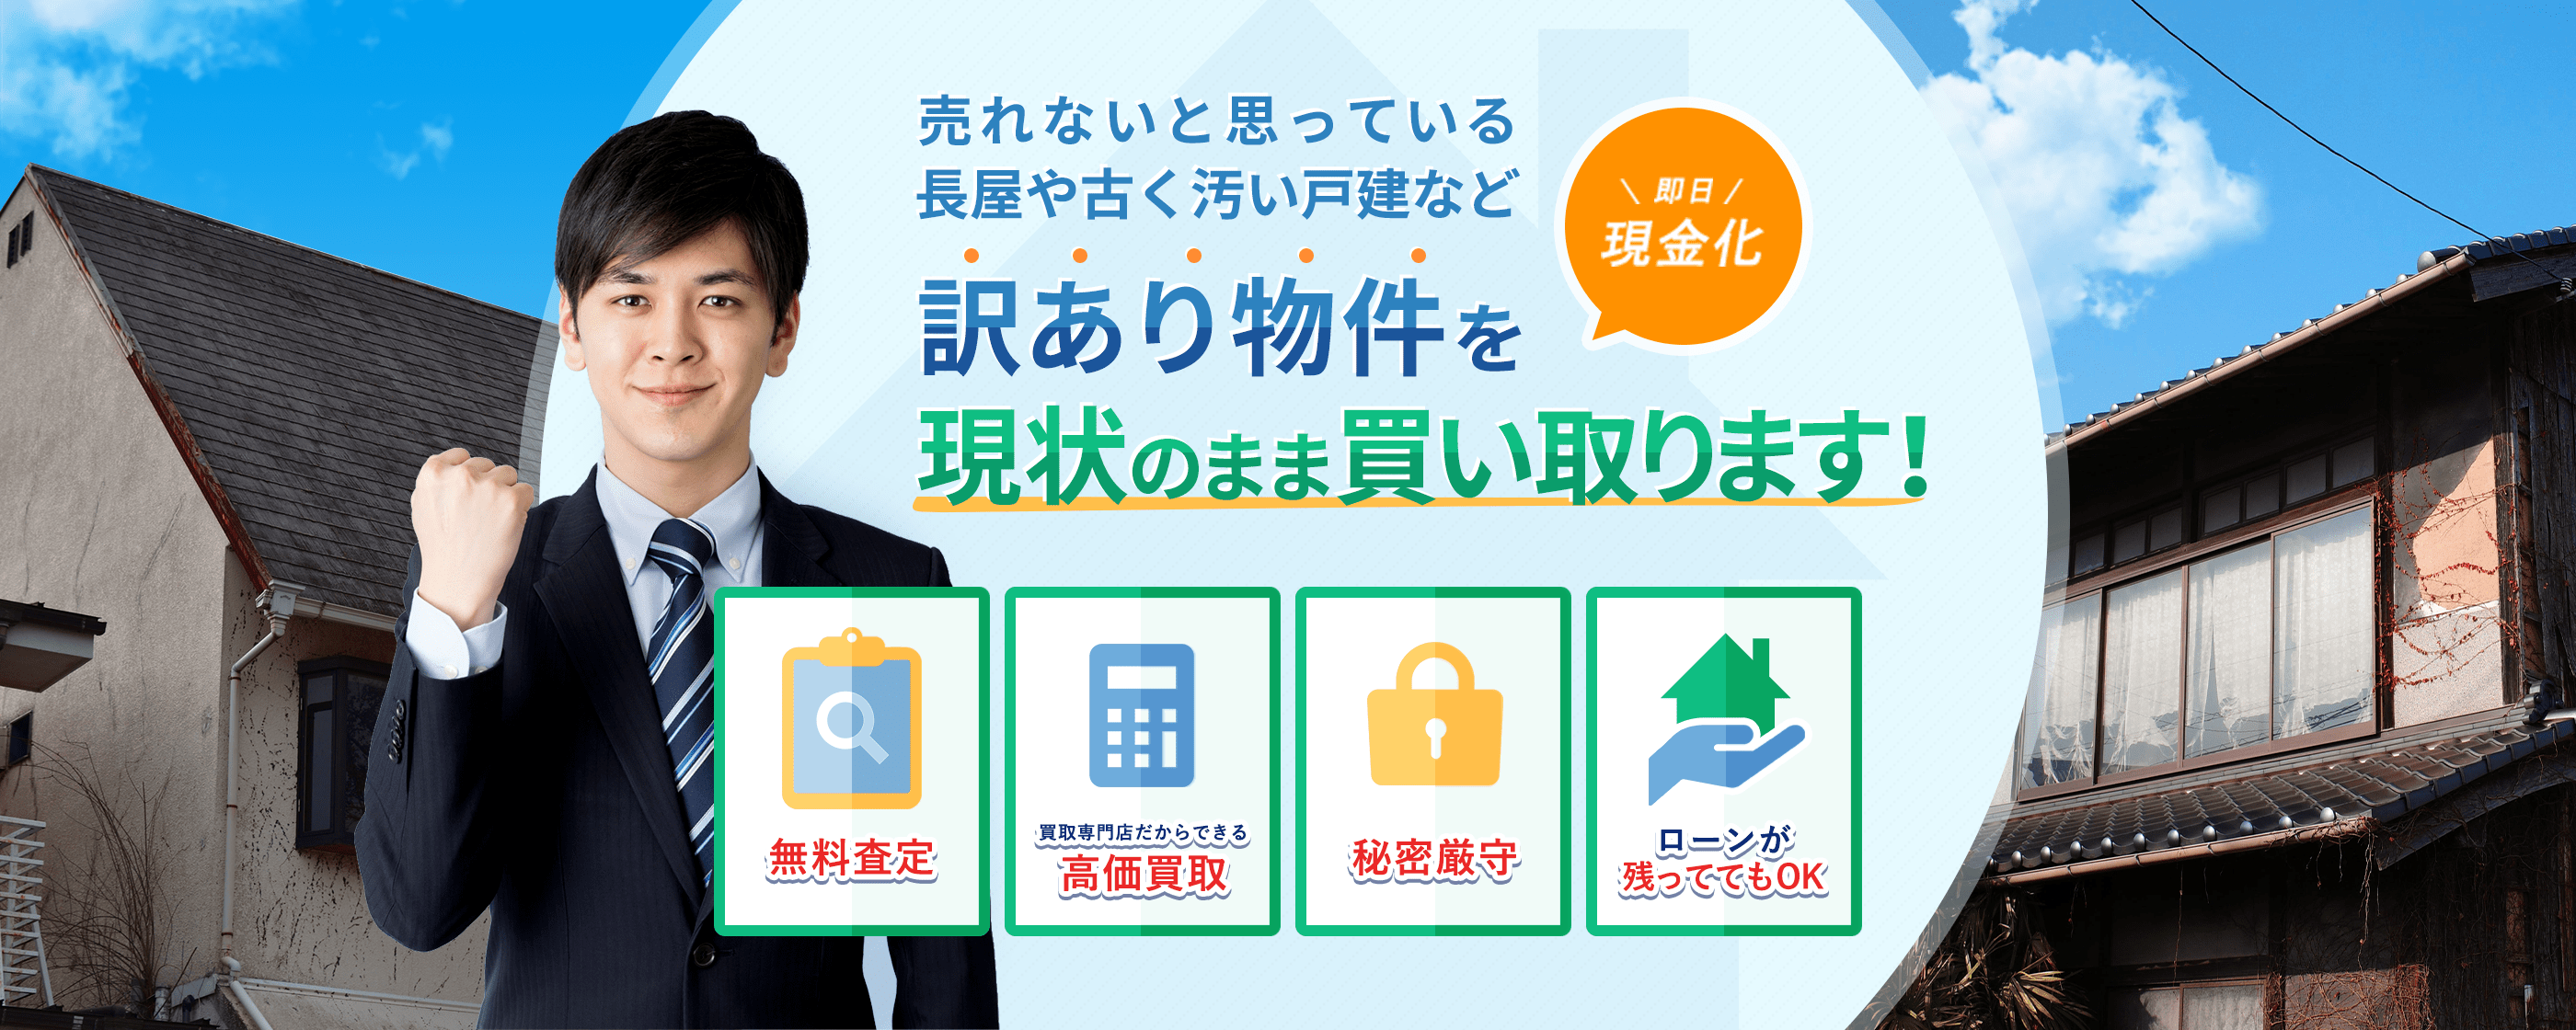 売れないと思っている
長屋や古く汚い戸建など
訳あり物件を
現状のまま買い取ります!
\ 即日 /
現金化
無料査定
買取専門店だからできる
高価買取
秘密厳守
ローンが
残っててもOK